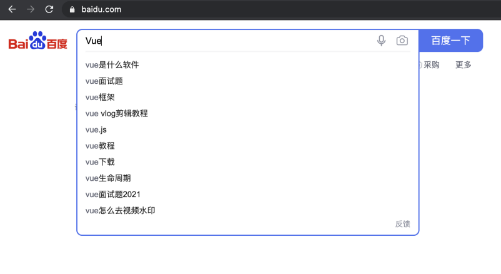 baidu.com
Bai du 百度
Vue
百度一下
采购
更多
vue是什么软件
vue面试题
vue框架
vue vlog剪辑教程
vue.js
vue教程
vue下载
vue生命周期
vue面试题2021
vue怎么去视频水印
反馈